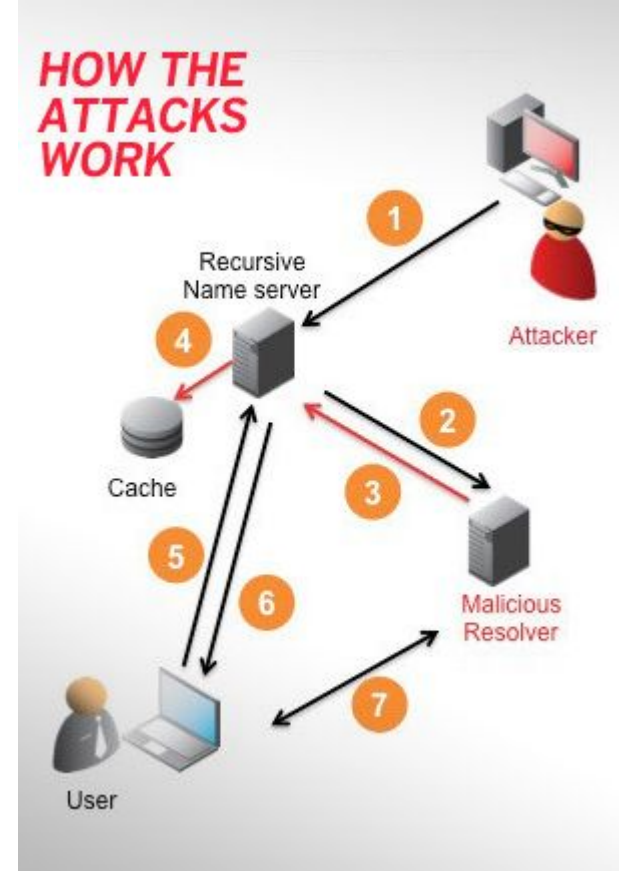 HOW THE
ATTACKS
WORK
1
Recursive
Name server
Attacker
4
2
Cache
3
5
6
Malicious
Resolver
7
User